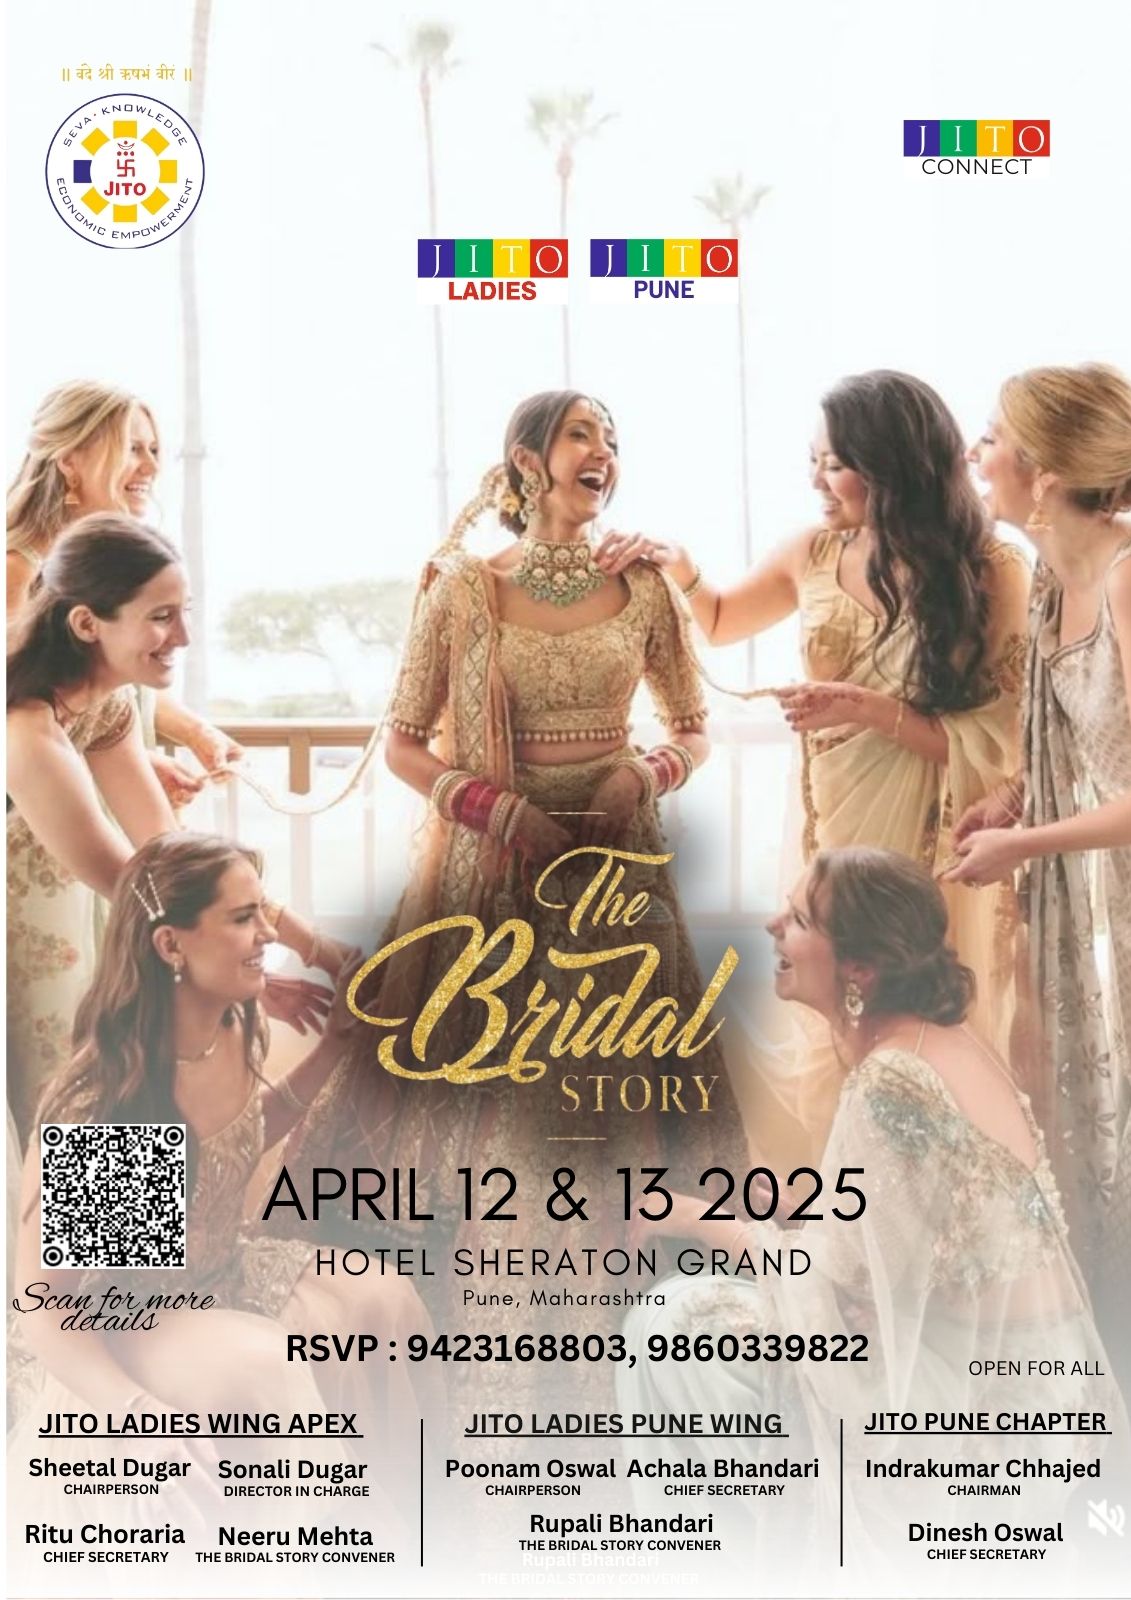 || वंदे श्री ऋषभं वीरं ||
SEVA · KNOWLEDGE
JITO
ECONOMIC EMPOWERMENT
JITO
CONNECT
JITO
LADIES
JITO
PUNE
The
Bridal
STORY
APRIL 12 & 13 2025
HOTEL SHERATON GRAND
Pune, Maharashtra
Scan for more
details
RSVP : 9423168803, 9860339822
OPEN FOR ALL
JITO LADIES WING APEX
Sheetal Dugar
CHAIRPERSON
Sonali Dugar
DIRECTOR IN CHARGE
Ritu Choraria
CHIEF SECRETARY
Neeru Mehta
THE BRIDAL STORY CONVENER
JITO LADIES PUNE WING
Poonam Oswal
CHAIRPERSON
Achala Bhandari
CHIEF SECRETARY
Rupali Bhandari
THE BRIDAL STORY CONVENER
Rupali Bhandari
THE BRIDAL STORY CONVENER
JITO PUNE CHAPTER
Indrakumar Chhajed
CHAIRMAN
Dinesh Oswal
CHIEF SECRETARY